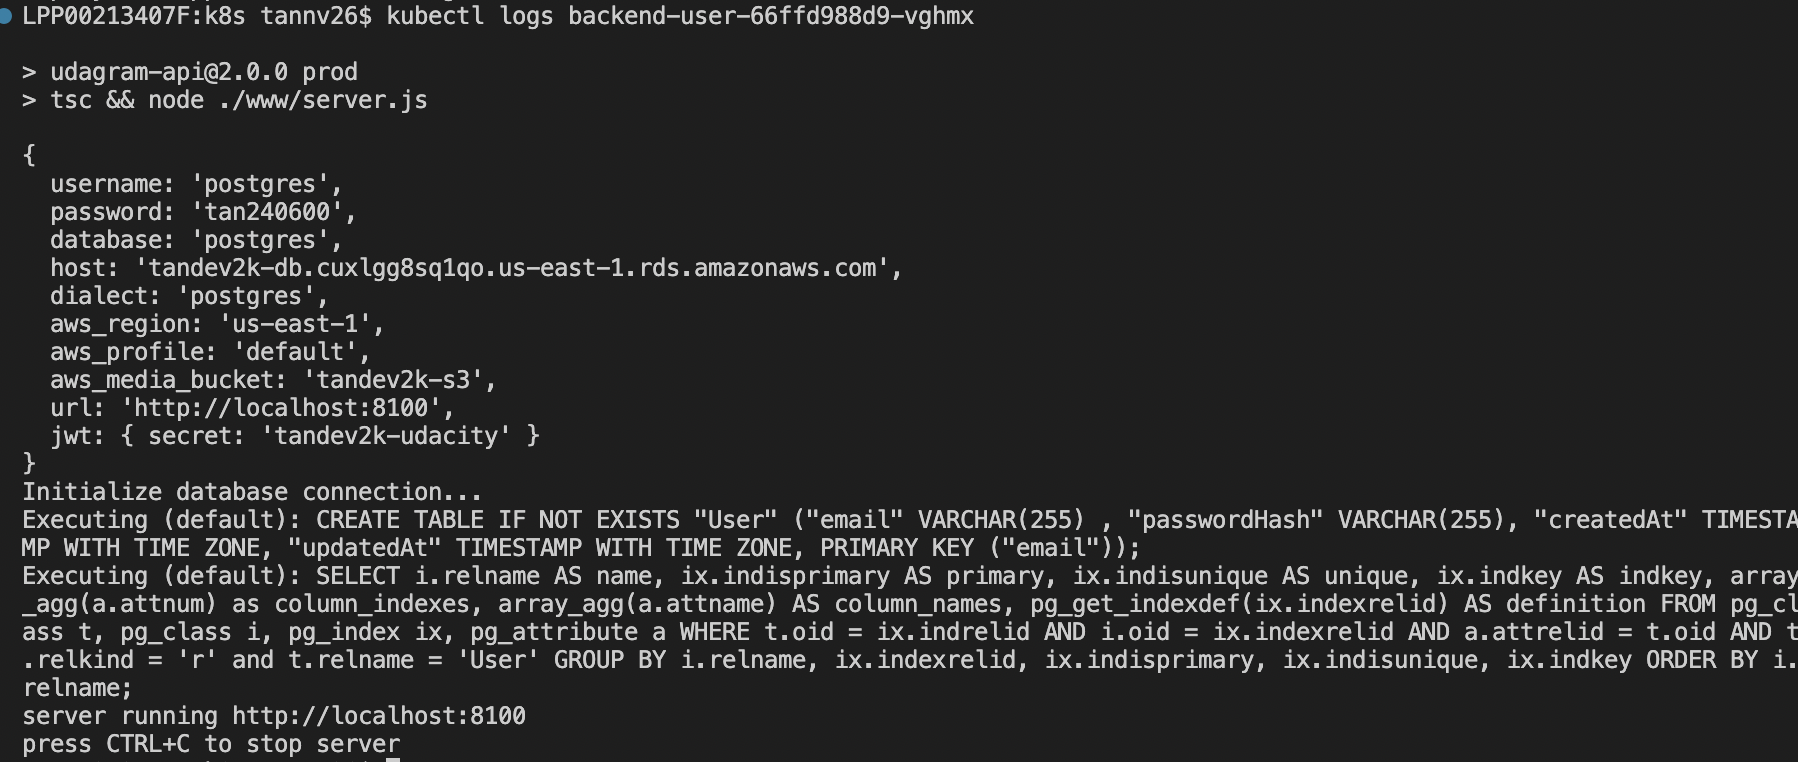 LPP00213407F:k8s tannv26$ kubectl logs backend-user-66ffd988d9-vghmx
> udagram-api@2.0.0 prod
> tsc && node ./www/server.js
{
  username: 'postgres',
  password: 'tan240600',
  database: 'postgres',
  host: 'tandev2k-db.cuxlgg8sq1qo.us-east-1.rds.amazonaws.com',
  dialect: 'postgres',
  aws_region: 'us-east-1',
  aws_profile: 'default',
  aws_media_bucket: 'tandev2k-s3',
  url: 'http://localhost:8100',
  jwt: { secret: 'tandev2k-udacity' }
}
Initialize database connection...
Executing (default): CREATE TABLE IF NOT EXISTS "User" ("email" VARCHAR(255) , "passwordHash" VARCHAR(255), "createdAt" TIMESTA
MP WITH TIME ZONE, "updatedAt" TIMESTAMP WITH TIME ZONE, PRIMARY KEY ("email"));
Executing (default): SELECT i.relname AS name, ix.indisprimary AS primary, ix.indisunique AS unique, ix.indkey AS indkey, array
_agg(a.attnum) as column_indexes, array_agg(a.attname) AS column_names, pg_get_indexdef(ix.indexrelid) AS definition FROM pg_cl
ass t, pg_class i, pg_index ix, pg_attribute a WHERE t.oid = ix.indrelid AND i.oid = ix.indexrelid AND a.attrelid = t.oid AND t
.relkind = 'r' and t.relname = 'User' GROUP BY i.relname, ix.indexrelid, ix.indisprimary, ix.indisunique, ix.indkey ORDER BY i.
relname;
server running http://localhost:8100
press CTRL+C to stop server